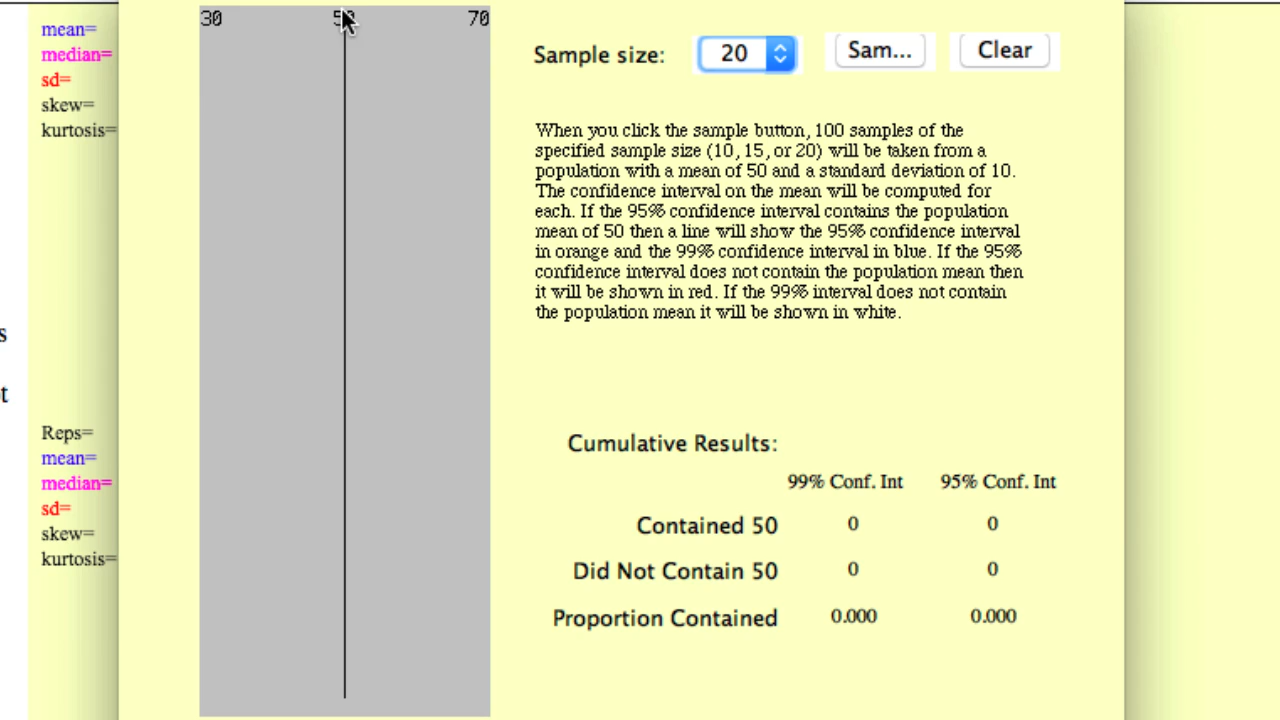 mean=
median=
sd=
skew=
kurtosis=
s
t
Reps=
mean=
median=
sd=
skew=
kurtosis=
30 50 70
Sample size: 20 Sam... Clear
When you click the sample button, 100 samples of the
specified sample size (10, 15, or 20) will be taken from a
population with a mean of 50 and a standard deviation of 10.
The confidence interval on the mean will be computed for
each. If the 95% confidence interval contains the population
mean of 50 then a line will show the 95% confidence interval
in orange and the 99% confidence interval in blue. If the 95%
confidence interval does not contain the population mean then
it will be shown in red. If the 99% interval does not contain
the population mean it will be shown in white.
Cumulative Results:
99% Conf. Int 95% Conf. Int
Contained 50 0 0
Did Not Contain 50 0 0
Proportion Contained 0.000 0.000